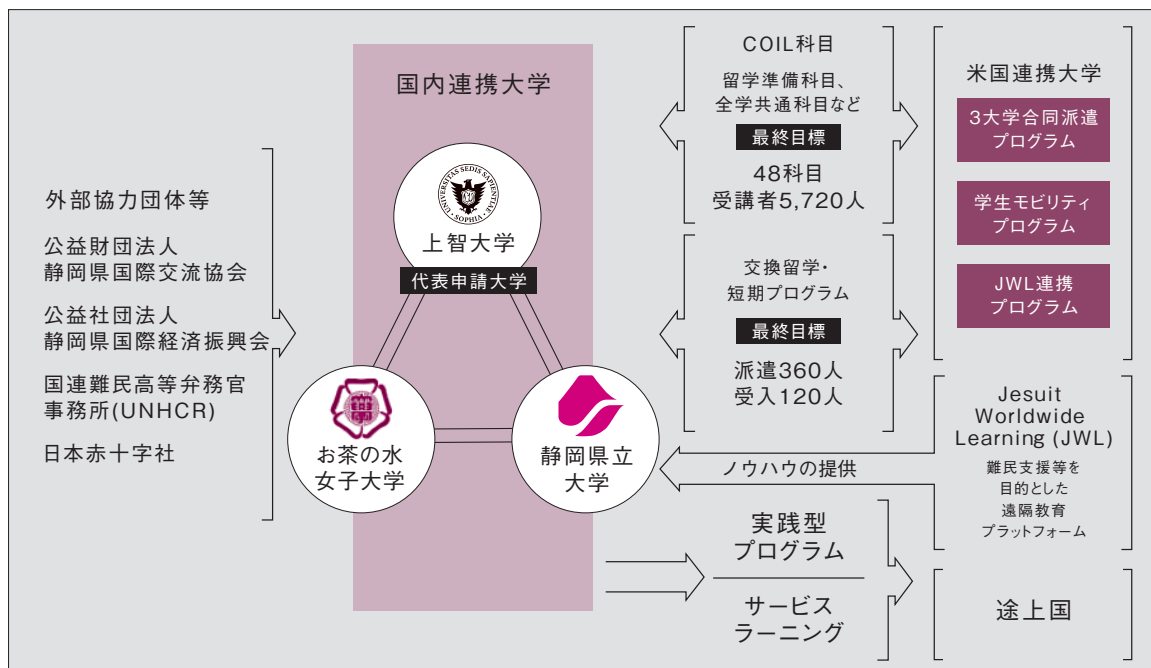 外部協力団体等
公益財団法人
静岡県国際交流協会
公益社団法人
静岡県国際経済振興会
国連難民高等弁務官
事務所(UNHCR)
日本赤十字社
国内連携大学
UNIVERSITAS SEDIS SAPIENTIAE
SOPHIA
上智大学
代表申請大学
お茶の水
女子大学
静岡県立
大学
COIL科目
留学準備科目、
全学共通科目など
最終目標
48科目
受講者5,720人
交換留学・
短期プログラム
最終目標
派遣360人
受入120人
ノウハウの提供
実践型
プログラム
サービス
ラーニング
米国連携大学
3大学合同派遣
プログラム
学生モビリティ
プログラム
JWL連携
プログラム
Jesuit
Worldwide
Learning (JWL)
難民支援等を
目的とした
遠隔教育
プラットフォーム
途上国